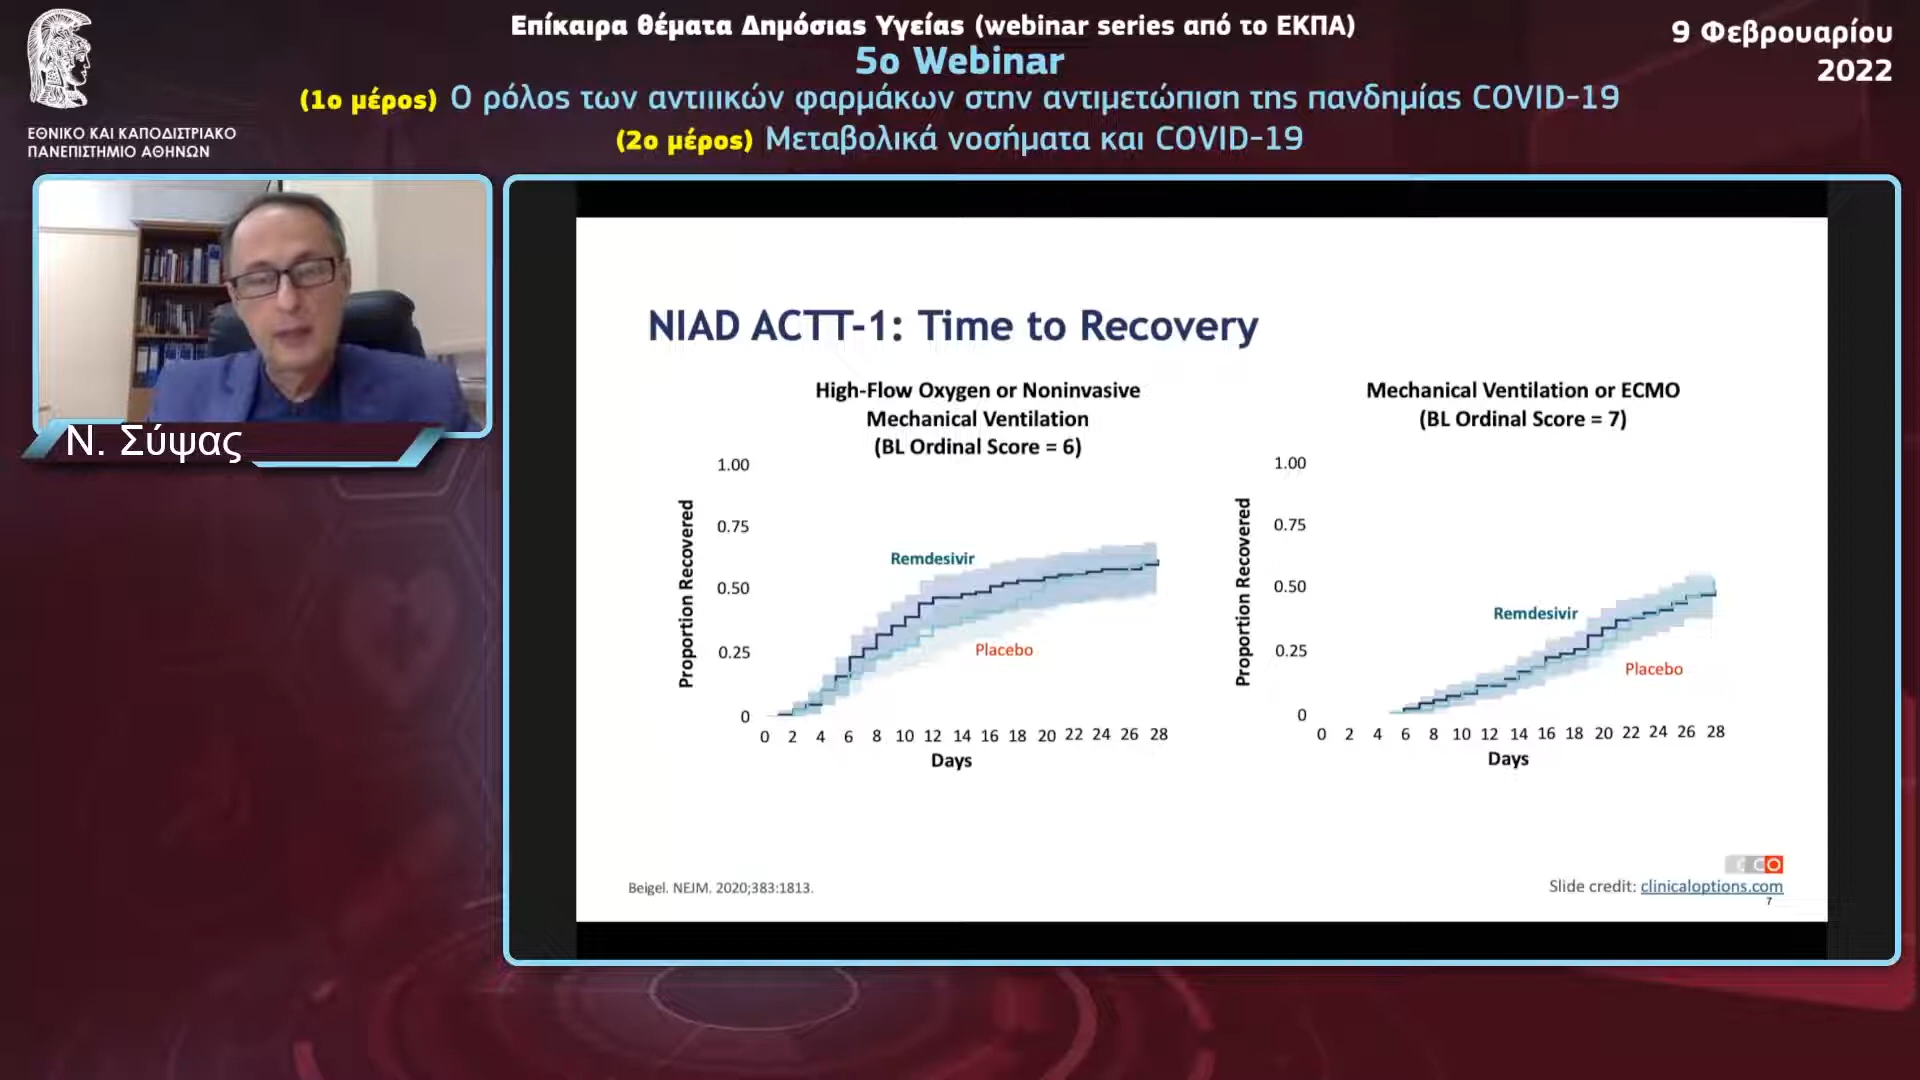 Επίκαιρα θέματα Δημόσιας Υγείας (webinar series από το ΕΚΠΑ)
5ο Webinar
(1ο μέρος) Ο ρόλος των αντιιικών φαρμάκων στην αντιμετώπιση της πανδημίας COVID-19
(2ο μέρος) Μεταβολικά νοσήματα και COVID-19
9 Φεβρουαρίου
2022
ΕΘΝΙΚΟ ΚΑΙ ΚΑΠΟΔΙΣΤΡΙΑΚΟ
ΠΑΝΕΠΙΣΤΗΜΙΟ ΑΘΗΝΩΝ
Ν. Σύψας
NIAD ACTT-1: Time to Recovery
High-Flow Oxygen or Noninvasive
Mechanical Ventilation
(BL Ordinal Score = 6)
Proportion Recovered
1.00
0.75
0.50
0.25
0
Remdesivir
Placebo
0 2 4 6 8 10 12 14 16 18 20 22 24 26 28
Days
Mechanical Ventilation or ECMO
(BL Ordinal Score = 7)
Proportion Recovered
1.00
0.75
0.50
0.25
0
Remdesivir
Placebo
0 2 4 6 8 10 12 14 16 18 20 22 24 26 28
Days
Beigel. NEJM. 2020;383:1813.
CCO
Slide credit: clinicaloptions.com
7